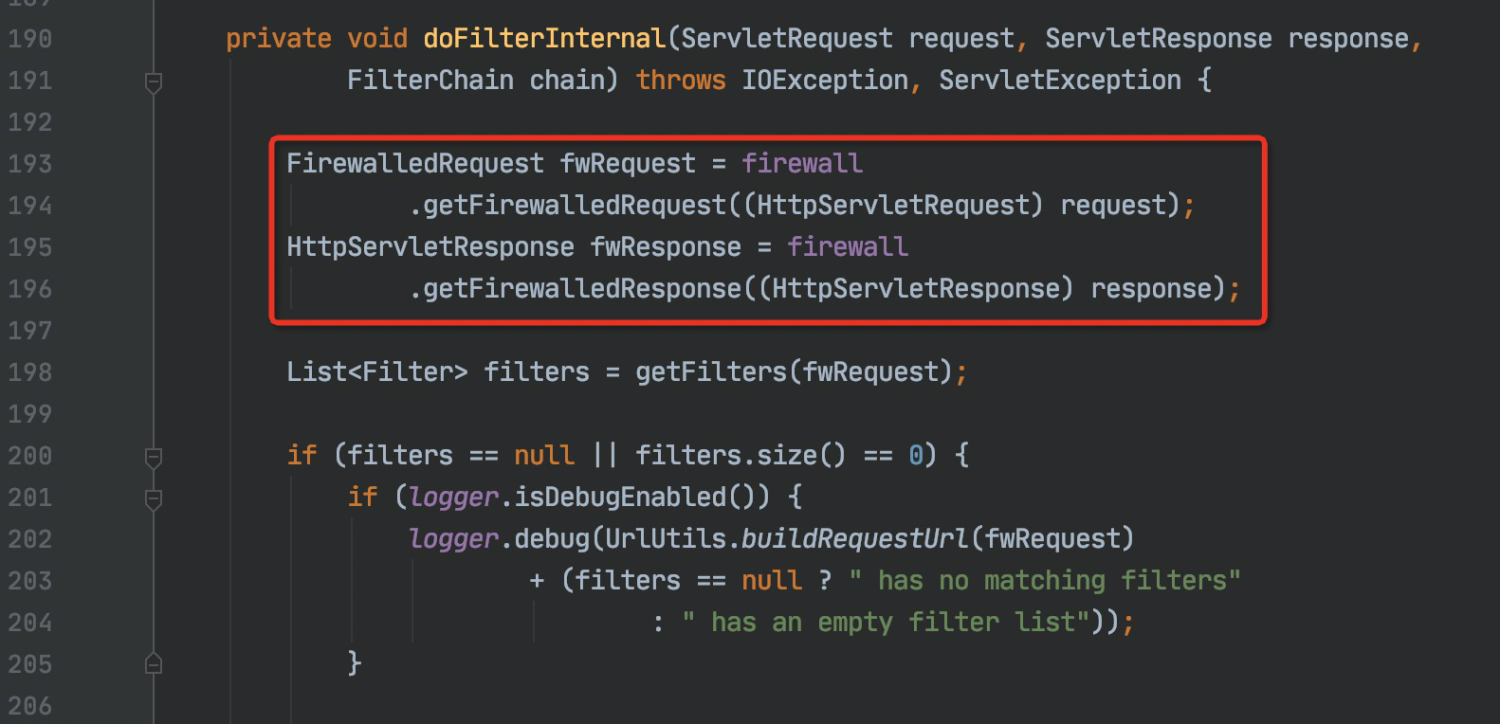 189
190 private void doFilterInternal(ServletRequest request, ServletResponse response,
191 FilterChain chain) throws IOException, ServletException {
192
193 FirewalledRequest fwRequest = firewall
194 .getFirewalledRequest((HttpServletRequest) request);
195 HttpServletResponse fwResponse = firewall
196 .getFirewalledResponse((HttpServletResponse) response);
197
198 List<Filter> filters = getFilters(fwRequest);
199
200 if (filters == null || filters.size() == 0) {
201 if (logger.isDebugEnabled()) {
202 logger.debug(UrlUtils.buildRequestUrl(fwRequest)
203 + (filters == null ? " has no matching filters"
204 : " has an empty filter list"));
205 }
206